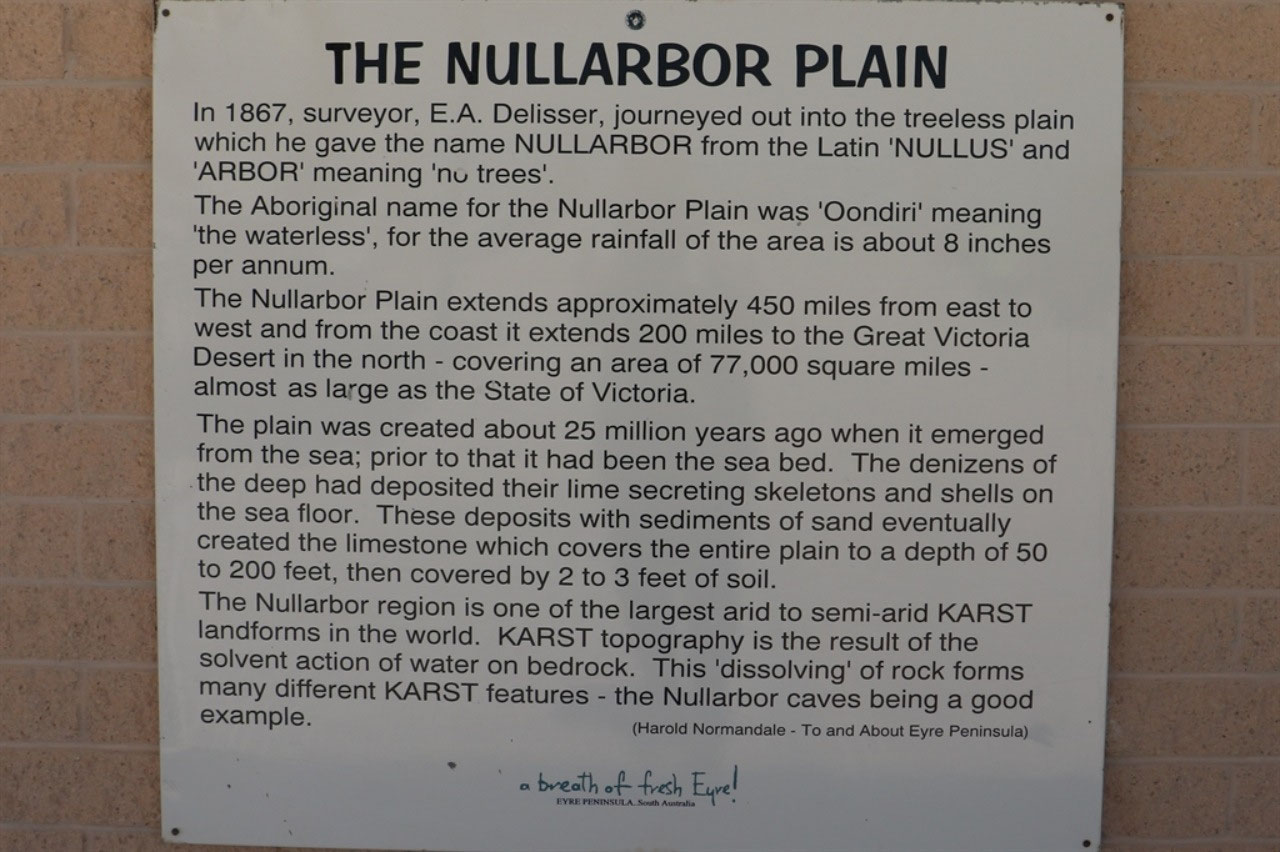 THE NULLARBOR PLAIN
In 1867, surveyor, E.A. Delisser, journeyed out into the treeless plain
which he gave the name NULLARBOR from the Latin 'NULLUS' and
'ARBOR' meaning 'no trees'.
The Aboriginal name for the Nullarbor Plain was 'Oondiri' meaning
'the waterless', for the average rainfall of the area is about 8 inches
per annum.
The Nullarbor Plain extends approximately 450 miles from east to
west and from the coast it extends 200 miles to the Great Victoria
Desert in the north - covering an area of 77,000 square miles -
almost as large as the State of Victoria.
The plain was created about 25 million years ago when it emerged
from the sea; prior to that it had been the sea bed. The denizens of
the deep had deposited their lime secreting skeletons and shells on
the sea floor. These deposits with sediments of sand eventually
created the limestone which covers the entire plain to a depth of 50
to 200 feet, then covered by 2 to 3 feet of soil.
The Nullarbor region is one of the largest arid to semi-arid KARST
landforms in the world. KARST topography is the result of the
solvent action of water on bedrock. This 'dissolving' of rock forms
many different KARST features - the Nullarbor caves being a good
example.
(Harold Normandale - To and About Eyre Peninsula)
a breath of fresh Eyre!
EYRE PENINSULA..South Australia